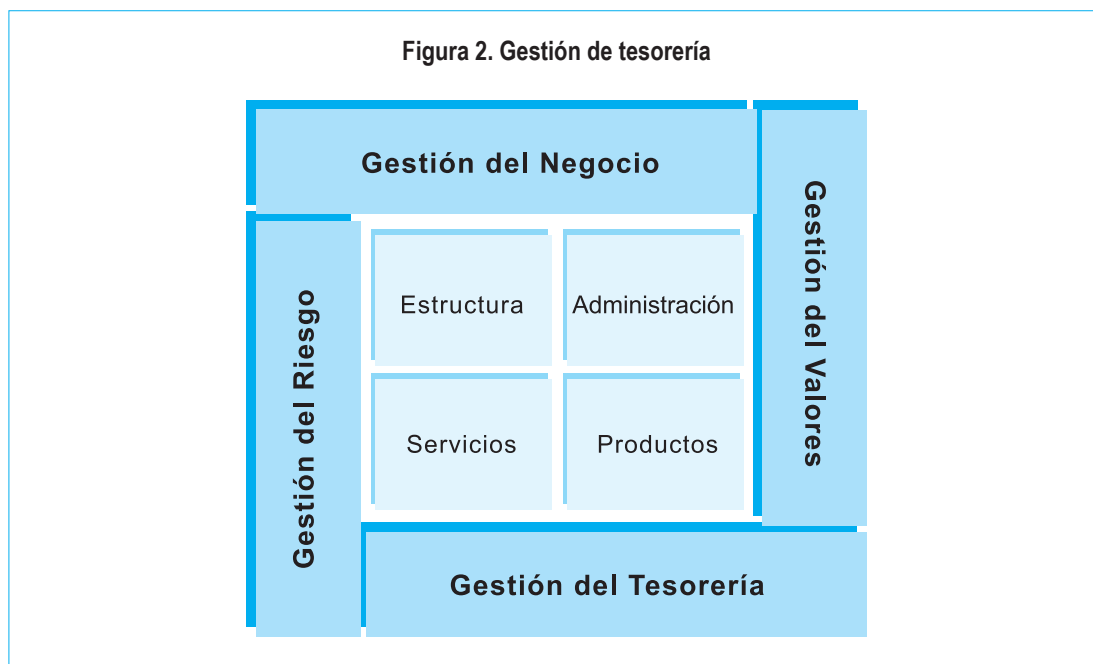 Figura 2. Gestión de tesorería
Gestión del Negocio
Gestión del Valores
Gestión del Riesgo
Estructura
Administración
Servicios
Productos
Gestión del Tesorería